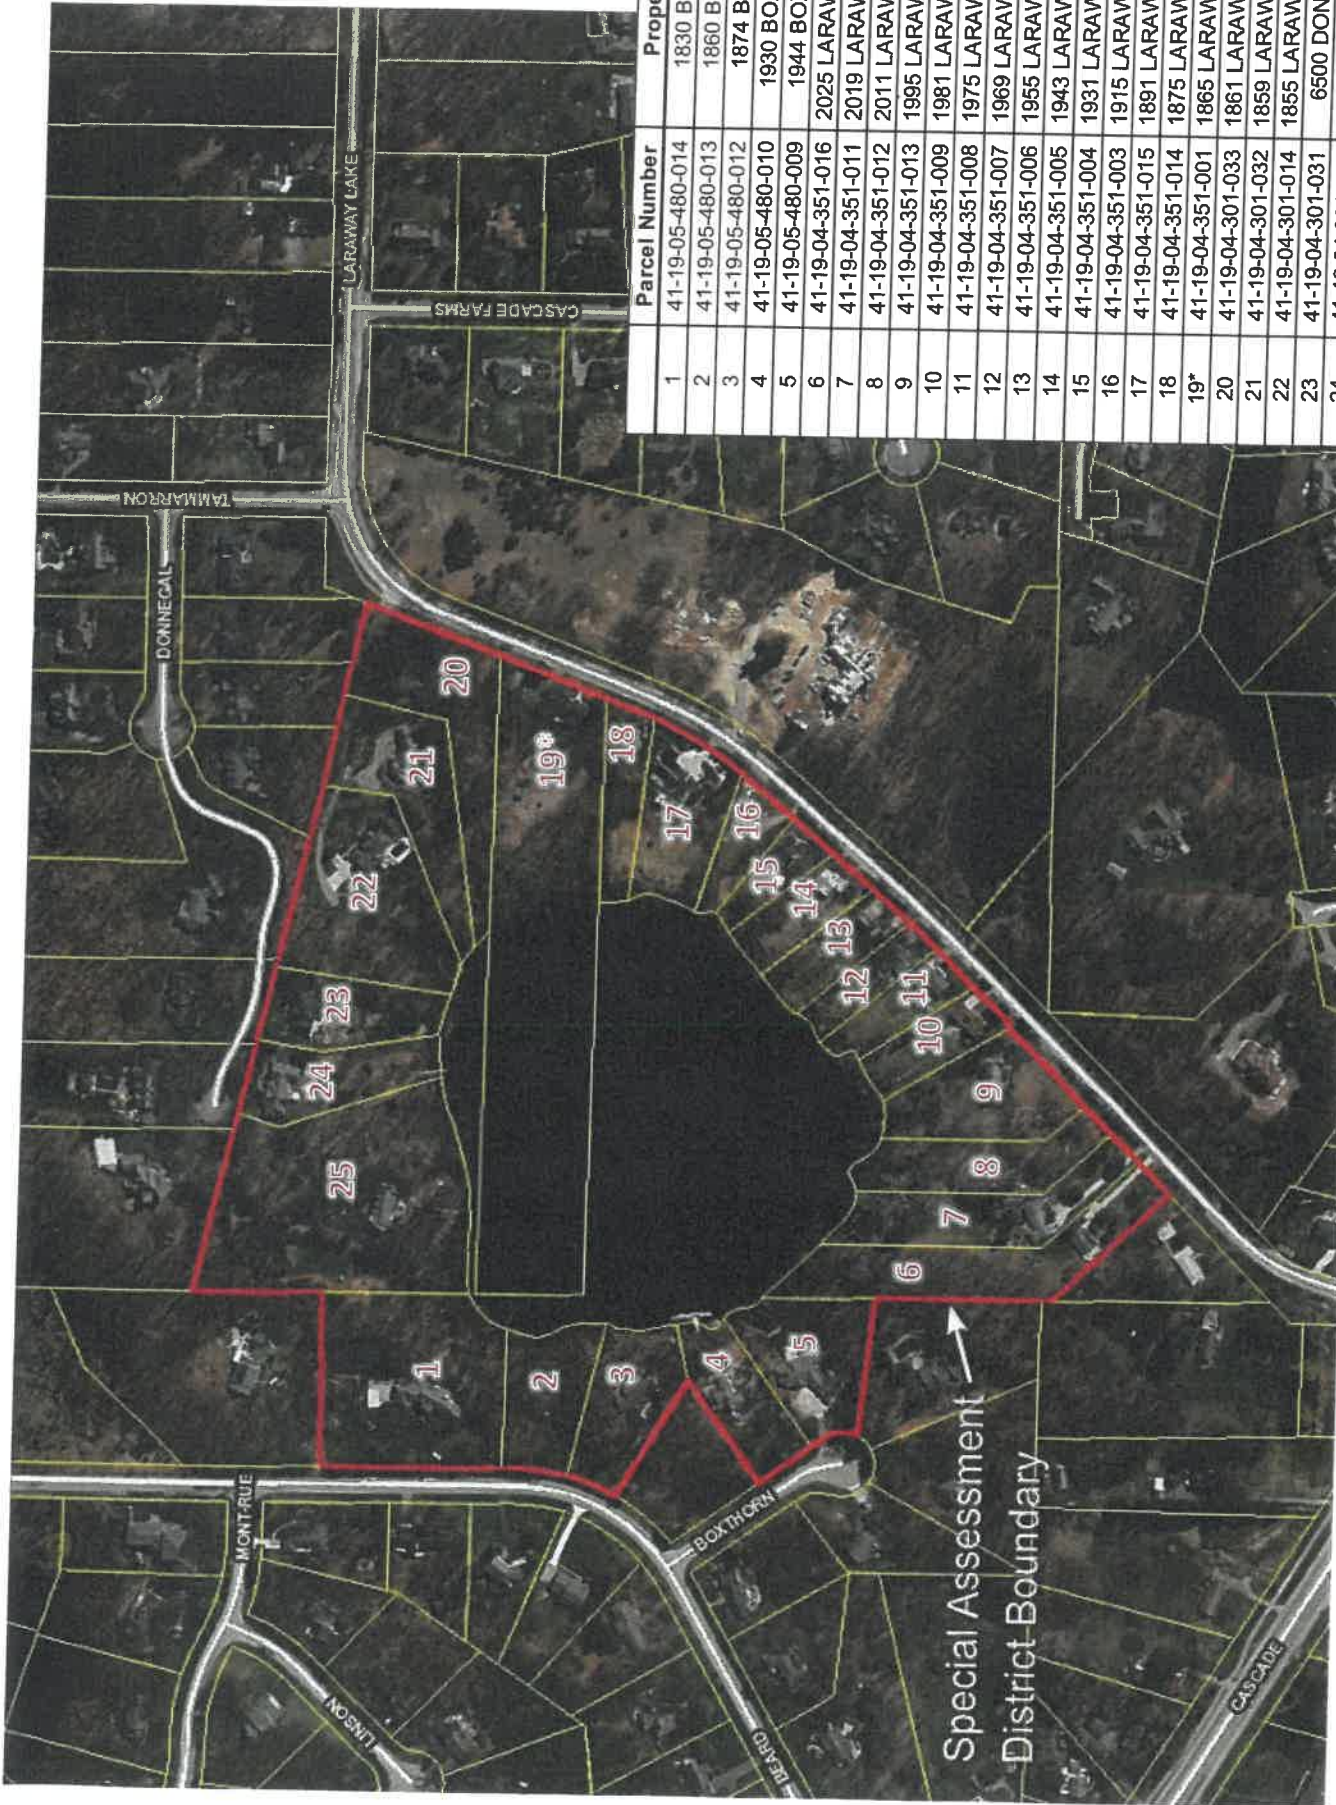 DONNEGAL
TAMMARRON
LARAWAY LAKE
CASCADE FARMS
MONT-RUE
LINSON
BEARD
BOXTHORN
CASCADE
20
19*
18
17
16
15
14
13
12
11
10
9
8
7
6
5
4
3
2
1
25
24
23
22
21
Special Assessment
District Boundary
Parcel Number Prope
1 41-19-05-480-014 1830 B
2 41-19-05-480-013 1860 B
3 41-19-05-480-012 1874 B
4 41-19-05-480-010 1930 BO
5 41-19-05-480-009 1944 BO
6 41-19-04-351-016 2025 LARAW
7 41-19-04-351-011 2019 LARAW
8 41-19-04-351-012 2011 LARAW
9 41-19-04-351-013 1995 LARAW
10 41-19-04-351-009 1981 LARAW
11 41-19-04-351-008 1975 LARAW
12 41-19-04-351-007 1969 LARAW
13 41-19-04-351-006 1955 LARAW
14 41-19-04-351-005 1943 LARAW
15 41-19-04-351-004 1931 LARAW
16 41-19-04-351-003 1915 LARAW
17 41-19-04-351-015 1891 LARAW
18 41-19-04-351-014 1875 LARAW
19* 41-19-04-351-001 1865 LARAW
20 41-19-04-301-033 1861 LARAW
21 41-19-04-301-032 1859 LARAW
22 41-19-04-301-014 1855 LARAW
23 41-19-04-301-031 6500 DON
24